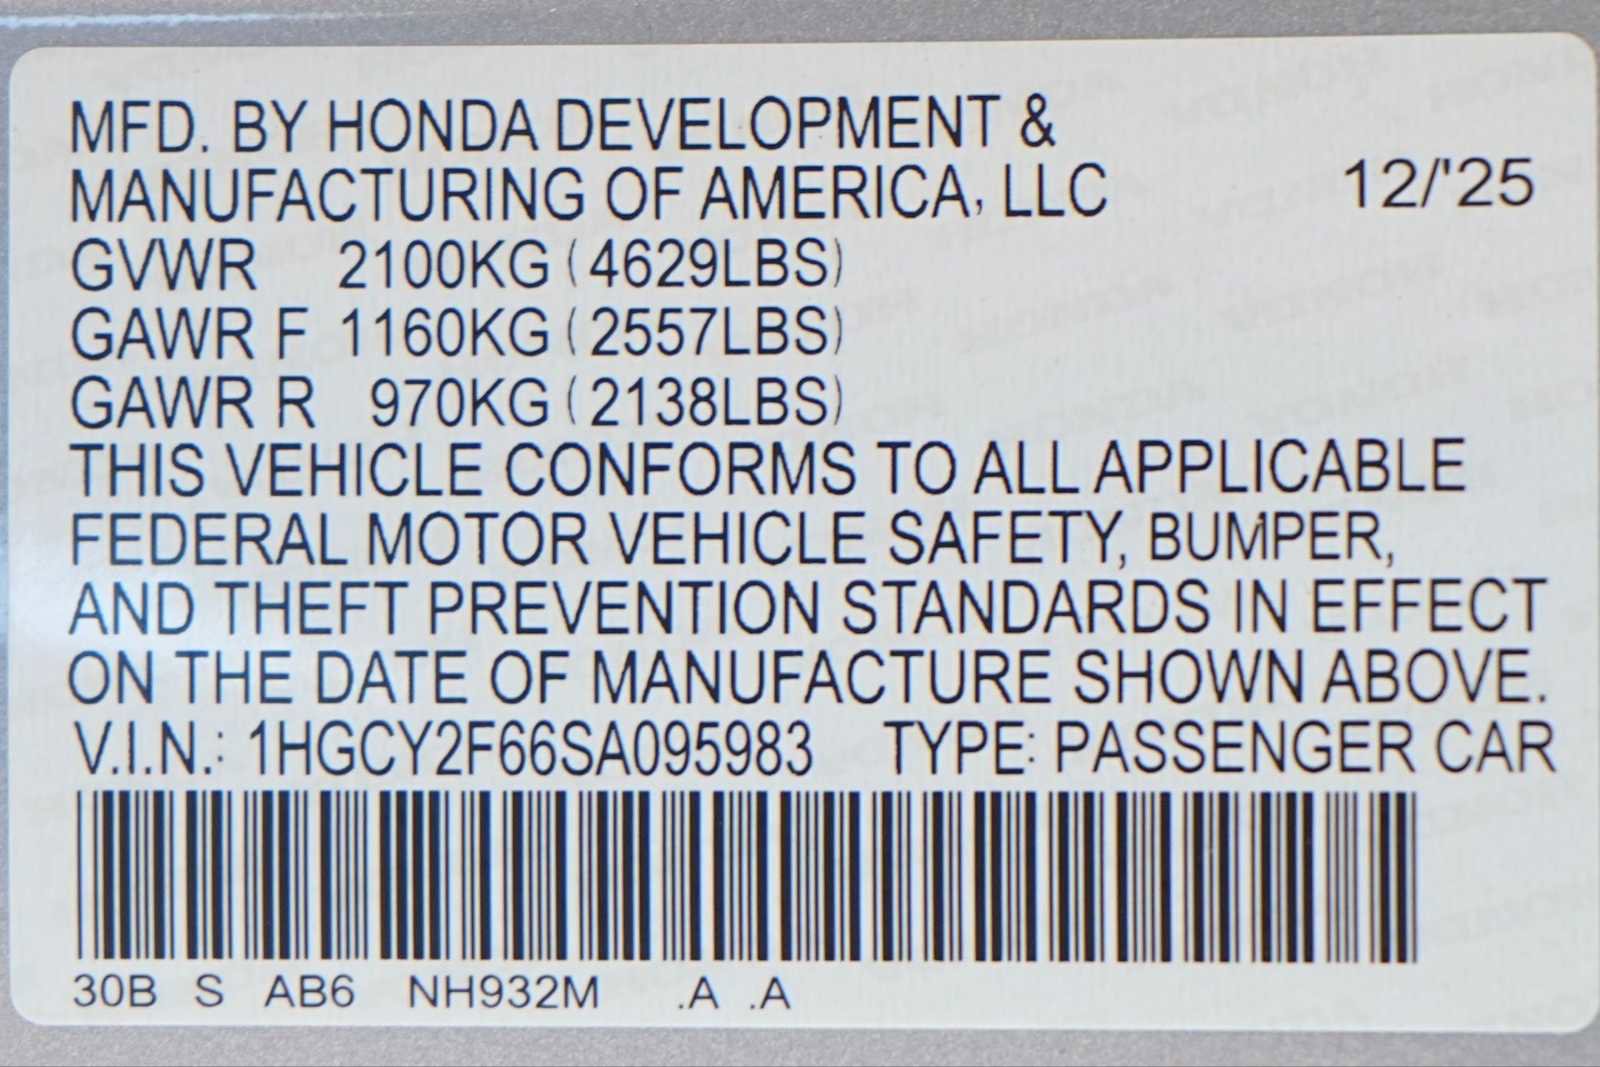 MFD. BY HONDA DEVELOPMENT &
MANUFACTURING OF AMERICA, LLC 12/'25
GVWR 2100KG (4629LBS)
GAWR F 1160KG (2557LBS)
GAWR R 970KG (2138LBS)
THIS VEHICLE CONFORMS TO ALL APPLICABLE
FEDERAL MOTOR VEHICLE SAFETY, BUMPER,
AND THEFT PREVENTION STANDARDS IN EFFECT
ON THE DATE OF MANUFACTURE SHOWN ABOVE.
V.I.N.: 1HGCY2F66SA095983 TYPE: PASSENGER CAR
30B S AB6 NH932M .A .A